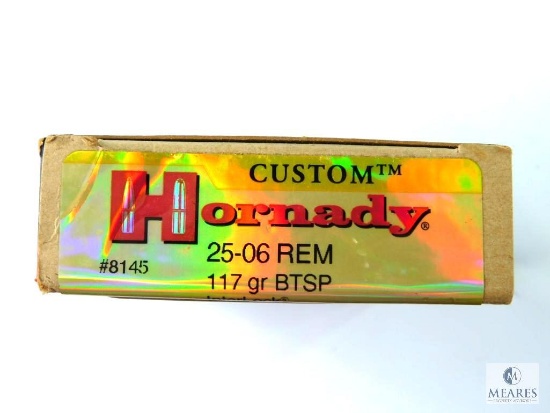 CUSTOM™
Hornady®
25-06 REM
#8145
117 gr BTSP
MEARES